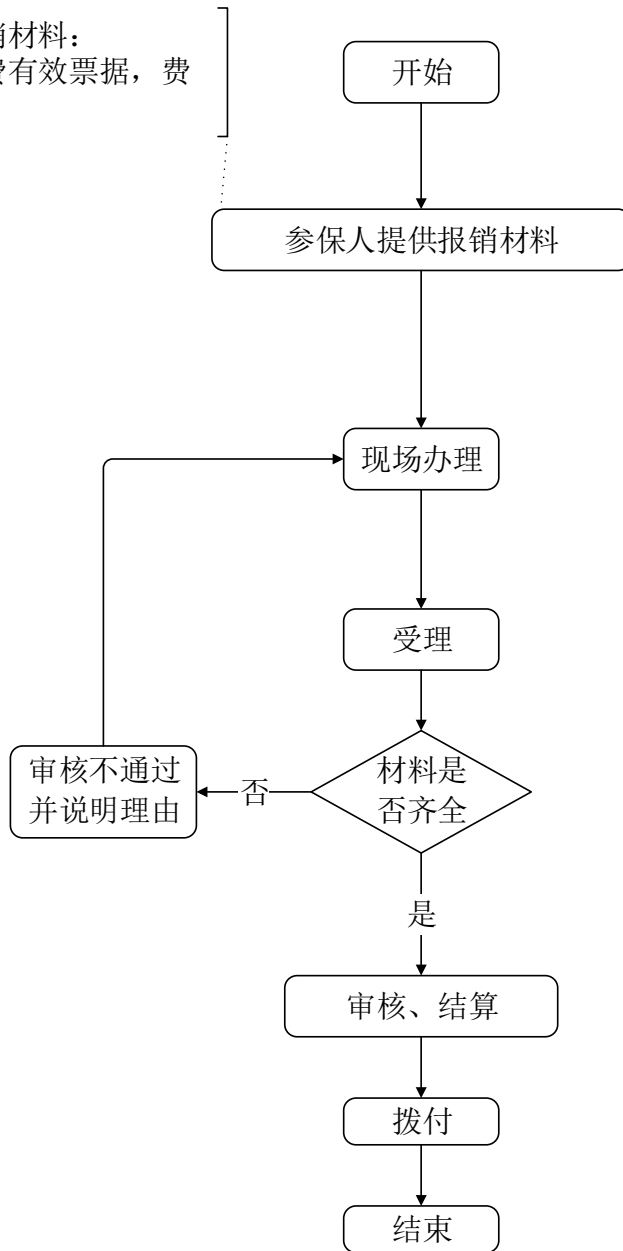 销材料：
费有效票据，费
开始
参保人提供报销材料
现场办理
受理
材料是
否齐全
否
审核不通过
并说明理由
是
审核、结算
拨付
结束